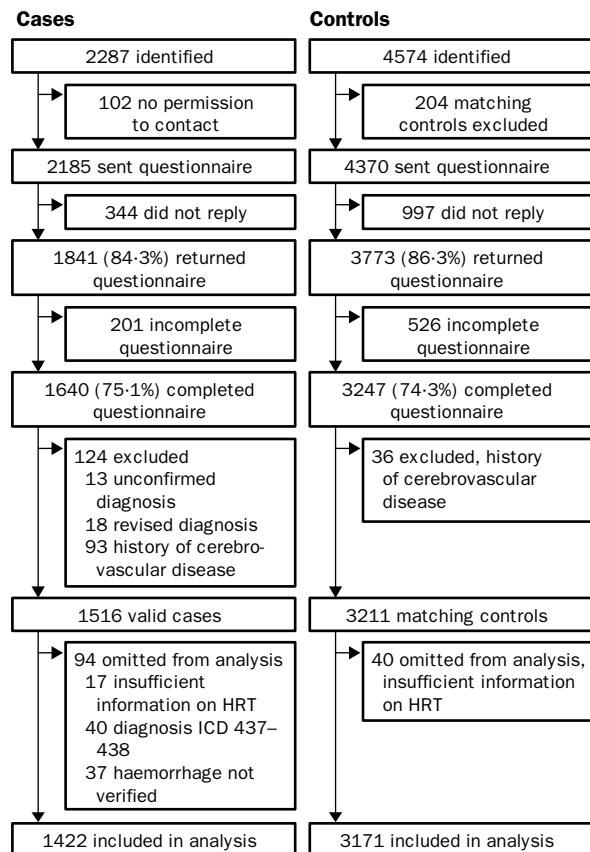 Cases
2287 identified
102 no permission
to contact
2185 sent questionnaire
344 did not reply
1841 (84·3%) returned
questionnaire
201 incomplete
questionnaire
1640 (75·1%) completed
questionnaire
124 excluded
13 unconfirmed
diagnosis
18 revised diagnosis
93 history of cerebro-
vascular disease
1516 valid cases
94 omitted from analysis
17 insufficient
information on HRT
40 diagnosis ICD 437–
438
37 haemorrhage not
verified
1422 included in analysis
Controls
4574 identified
204 matching
controls excluded
4370 sent questionnaire
997 did not reply
3773 (86·3%) returned
questionnaire
526 incomplete
questionnaire
3247 (74·3%) completed
questionnaire
36 excluded, history
of cerebrovascular
disease
3211 matching controls
40 omitted from analysis,
insufficient information
on HRT
3171 included in analysis